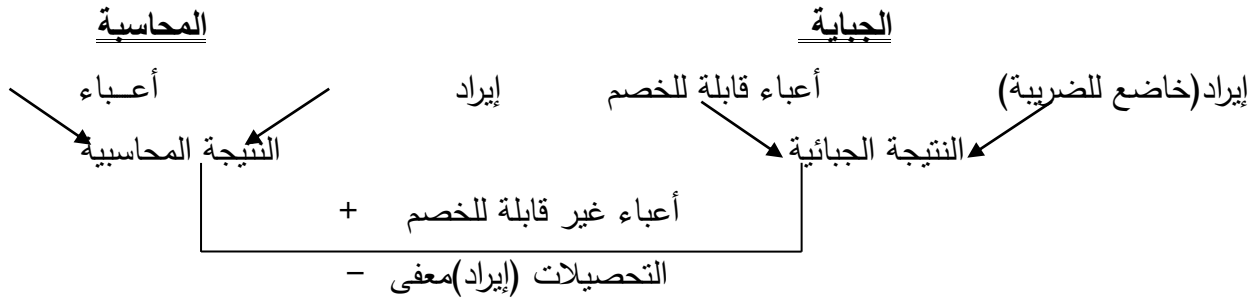 الجباية المحاسبة
إيراد(خاضع للضريبة) أعباء قابلة للخصم إيراد أعــباء
النتيجة الجبائية النتيجة المحاسبية
أعباء غير قابلة للخصم +
التحصيلات (إيراد)معفى −